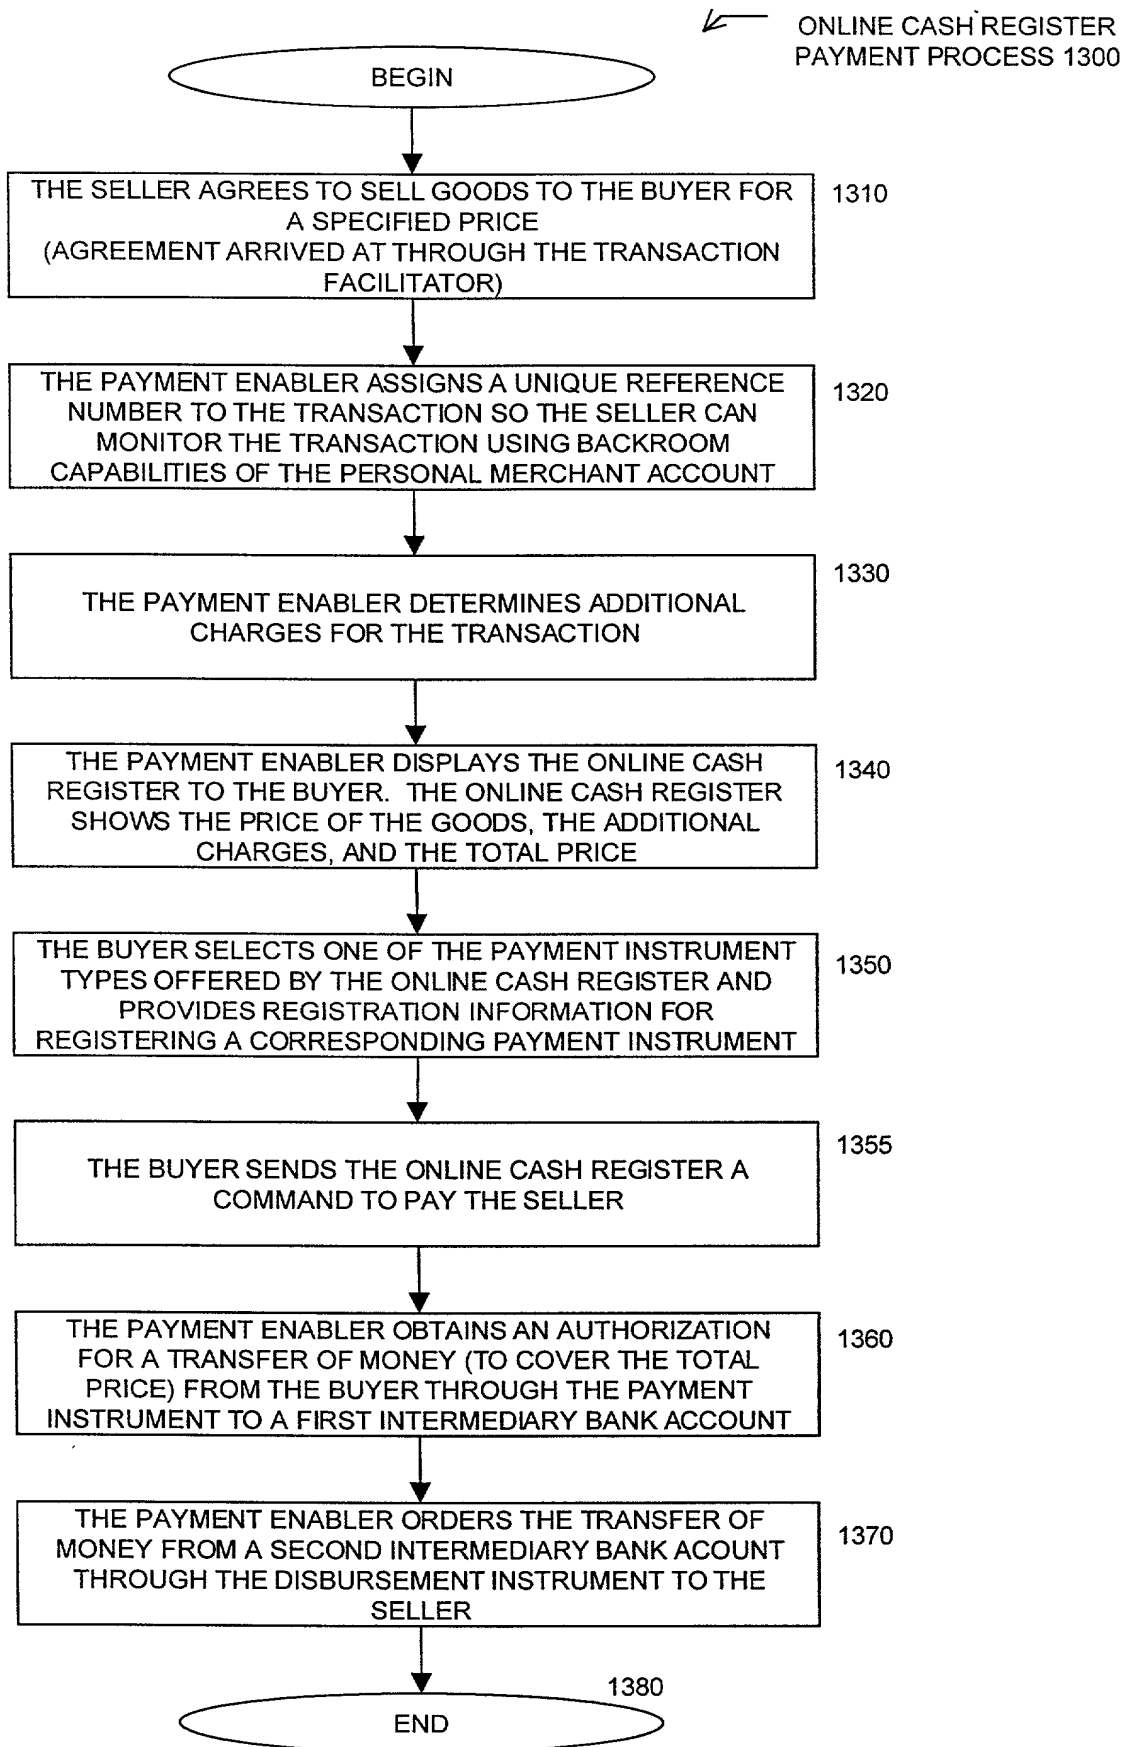 ONLINE CASH REGISTER
PAYMENT PROCESS 1300
BEGIN
THE SELLER AGREES TO SELL GOODS TO THE BUYER FOR
A SPECIFIED PRICE
(AGREEMENT ARRIVED AT THROUGH THE TRANSACTION
FACILITATOR)
1310
THE PAYMENT ENABLER ASSIGNS A UNIQUE REFERENCE
NUMBER TO THE TRANSACTION SO THE SELLER CAN
MONITOR THE TRANSACTION USING BACKROOM
CAPABILITIES OF THE PERSONAL MERCHANT ACCOUNT
1320
THE PAYMENT ENABLER DETERMINES ADDITIONAL
CHARGES FOR THE TRANSACTION
1330
THE PAYMENT ENABLER DISPLAYS THE ONLINE CASH
REGISTER TO THE BUYER. THE ONLINE CASH REGISTER
SHOWS THE PRICE OF THE GOODS, THE ADDITIONAL
CHARGES, AND THE TOTAL PRICE
1340
THE BUYER SELECTS ONE OF THE PAYMENT INSTRUMENT
TYPES OFFERED BY THE ONLINE CASH REGISTER AND
PROVIDES REGISTRATION INFORMATION FOR
REGISTERING A CORRESPONDING PAYMENT INSTRUMENT
1350
THE BUYER SENDS THE ONLINE CASH REGISTER A
COMMAND TO PAY THE SELLER
1355
THE PAYMENT ENABLER OBTAINS AN AUTHORIZATION
FOR A TRANSFER OF MONEY (TO COVER THE TOTAL
PRICE) FROM THE BUYER THROUGH THE PAYMENT
INSTRUMENT TO A FIRST INTERMEDIARY BANK ACCOUNT
1360
THE PAYMENT ENABLER ORDERS THE TRANSFER OF
MONEY FROM A SECOND INTERMEDIARY BANK ACOUNT
THROUGH THE DISBURSEMENT INSTRUMENT TO THE
SELLER
1370
1380
END